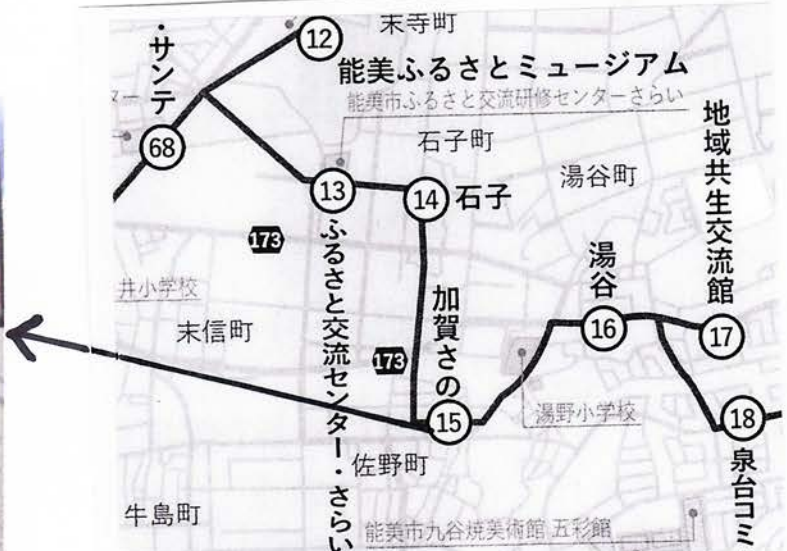 末寺町
12
・サンテ
能美ふるさとミュージアム
能美市ふるさと交流研修センターさらい
ター
68
石子町
地域共生交流館
湯谷町
13
14
石子
173
ふるさと交流センター・さらい
湯谷
井小学校
加賀さの
末信町
16
17
173
15
湯野小学校
18
佐野町
泉台コミ
牛島町
能美市九谷焼美術館 五彩館